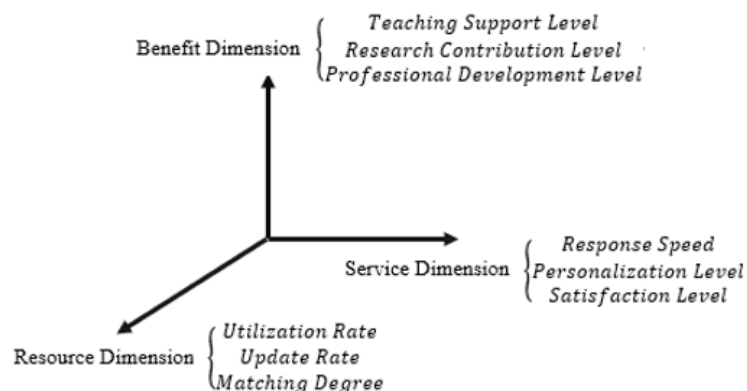 Teaching Support Level
Benefit Dimension
Research Contribution Level
Professional Development Level
Response Speed
Service Dimension
Personalization Level
Satisfaction Level
Utilization Rate
Resource Dimension
Update Rate
Matching Degree